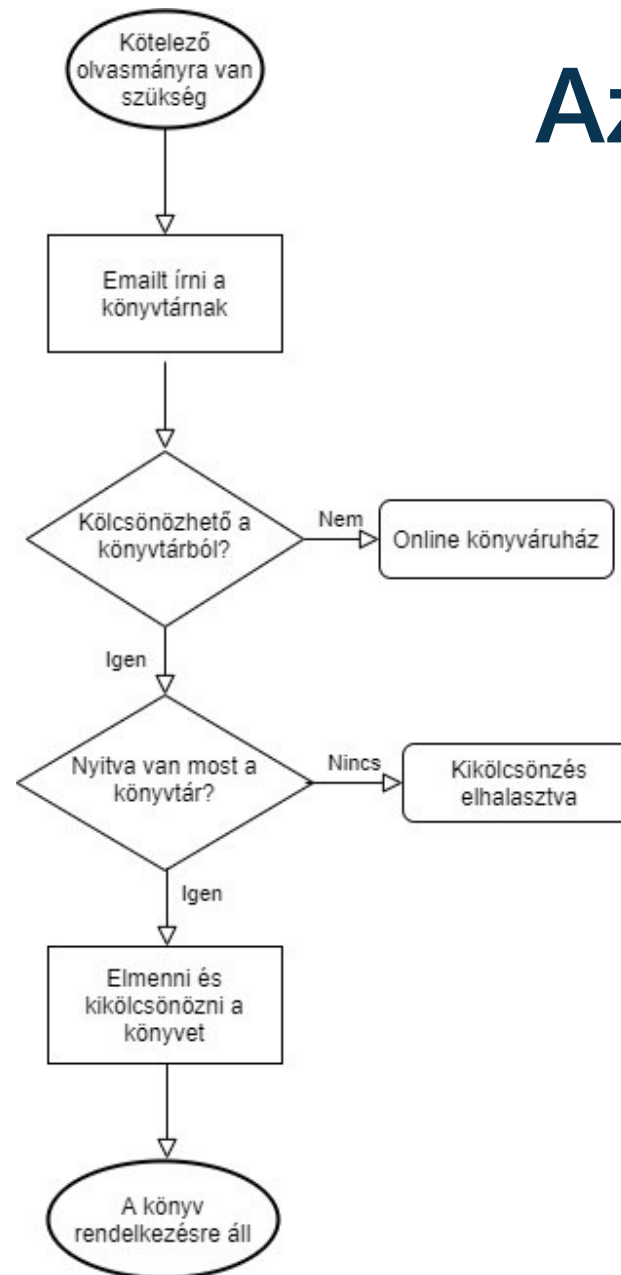 Kötelező
olvasmányra van
szükség
Az
Emailt írni a
könyvtárnak
Kölcsönözhető a
könyvtárból?
Nem
Online könyváruház
Igen
Nyitva van most a
könyvtár?
Nincs
Kikölcsönzés
elhalasztva
Igen
Elmenni és
kikölcsönözni a
könyvet
A könyv
rendelkezésre áll